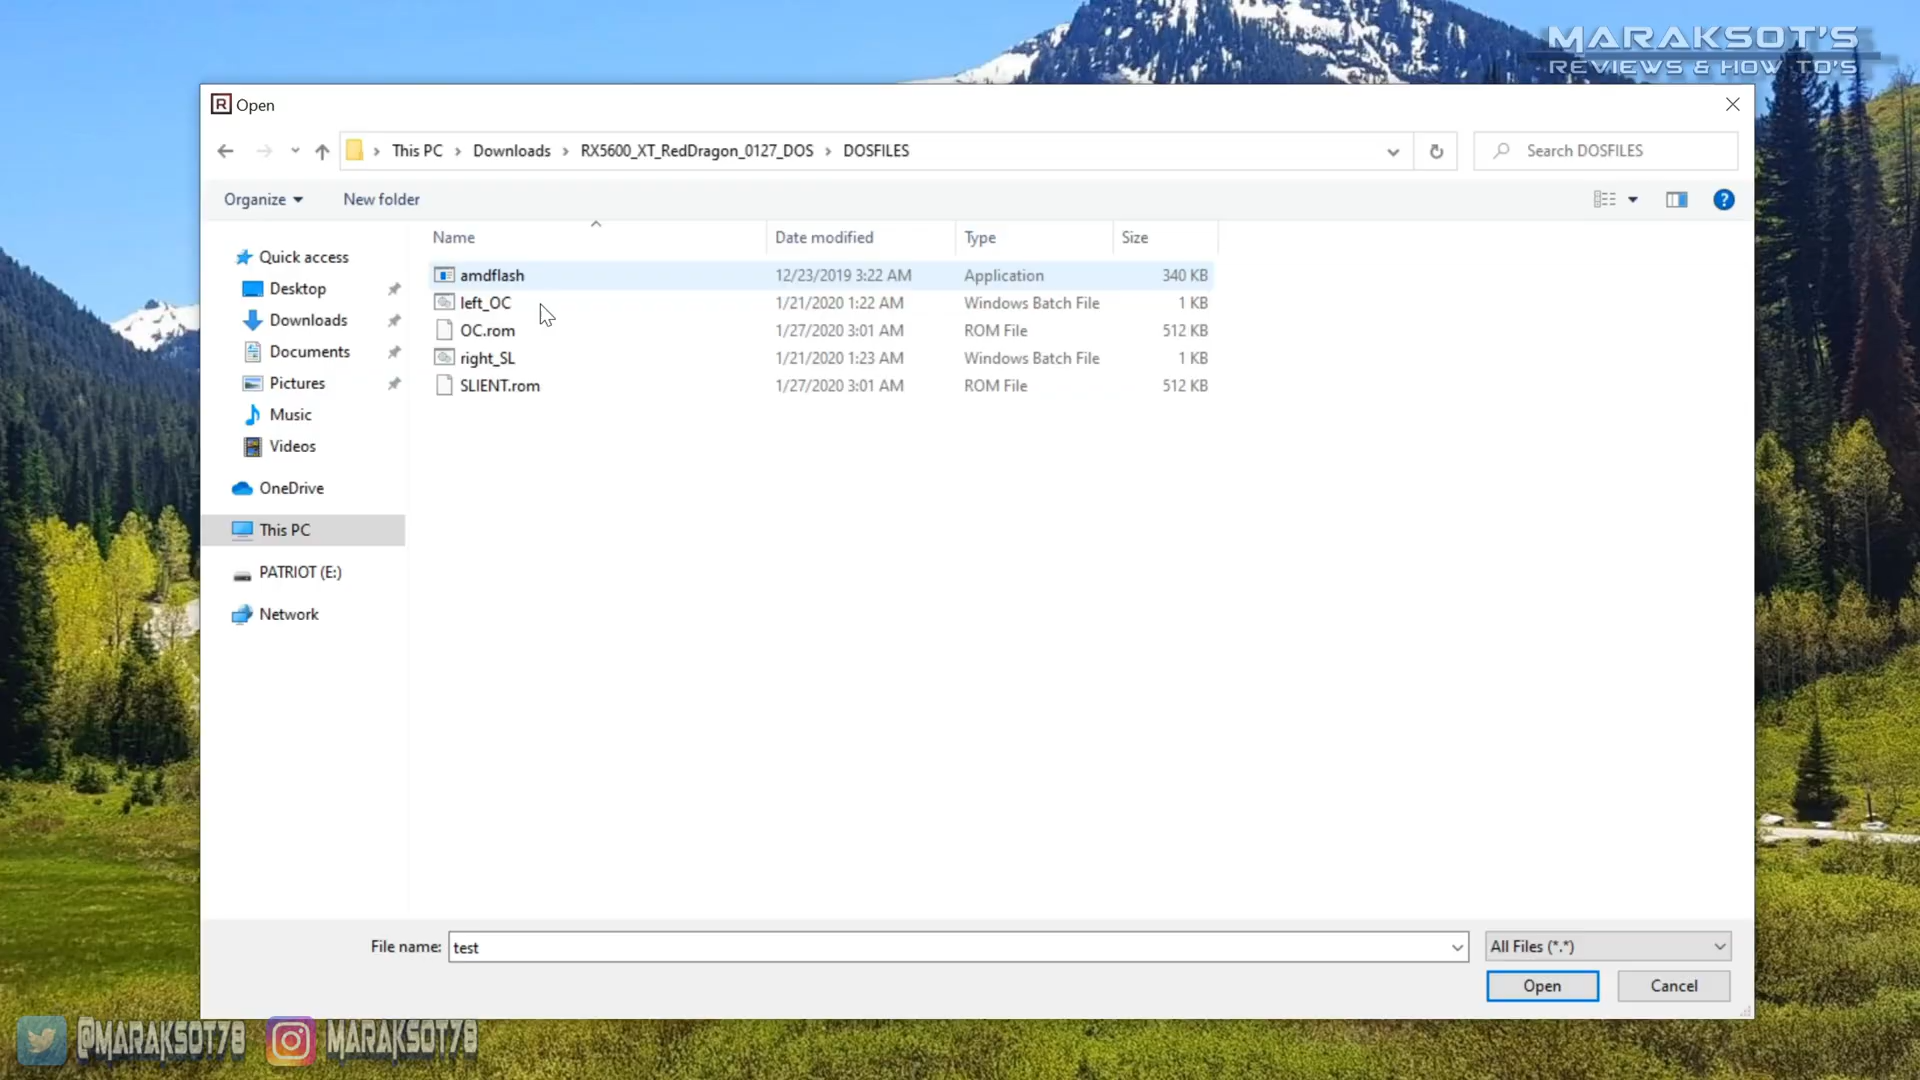 MARAKSOT'S
REVIEWS & HOW TO'S
R Open
This PC > Downloads > RX5600_XT_RedDragon_0127_DOS > DOSFILES
Search DOSFILES
Organize
New folder
Name
Date modified
Type
Size
Quick access
Desktop
Downloads
Documents
Pictures
Music
Videos
OneDrive
This PC
PATRIOT (E:)
Network
amdflash 12/23/2019 3:22 AM Application 340 KB
left_OC 1/21/2020 1:22 AM Windows Batch File 1 KB
OC.rom 1/27/2020 3:01 AM ROM File 512 KB
right_SL 1/21/2020 1:23 AM Windows Batch File 1 KB
SLIENT.rom 1/27/2020 3:01 AM ROM File 512 KB
File name: test
All Files (*.*)
Open
Cancel
@MARAKSOT78
MARAKSOT78